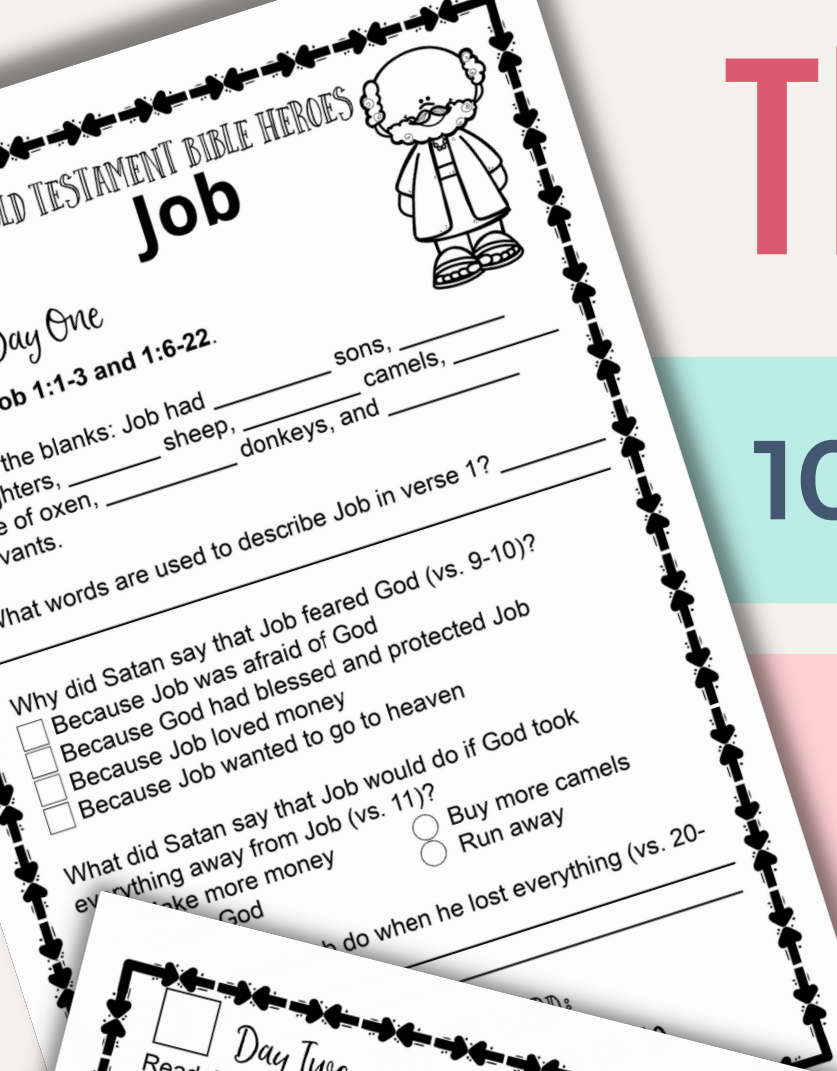 OLD TESTAMENT BIBLE HEROES
Job
Day One
Job 1:1-3 and 1:6-22.
the blanks: Job had ________ sons, ________
ghters, ________ sheep, ________ camels, ________
e of oxen, ________ donkeys, and ________
vants.
What words are used to describe Job in verse 1? ________
Why did Satan say that Job feared God (vs. 9-10)?
Because Job was afraid of God
Because God had blessed and protected Job
Because Job loved money
Because Job wanted to go to heaven
What did Satan say that Job would do if God took
everything away from Job (vs. 11)?
ake more money
God
Buy more camels
Run away
b do when he lost everything (vs. 20-
Day Two
Read
T
10